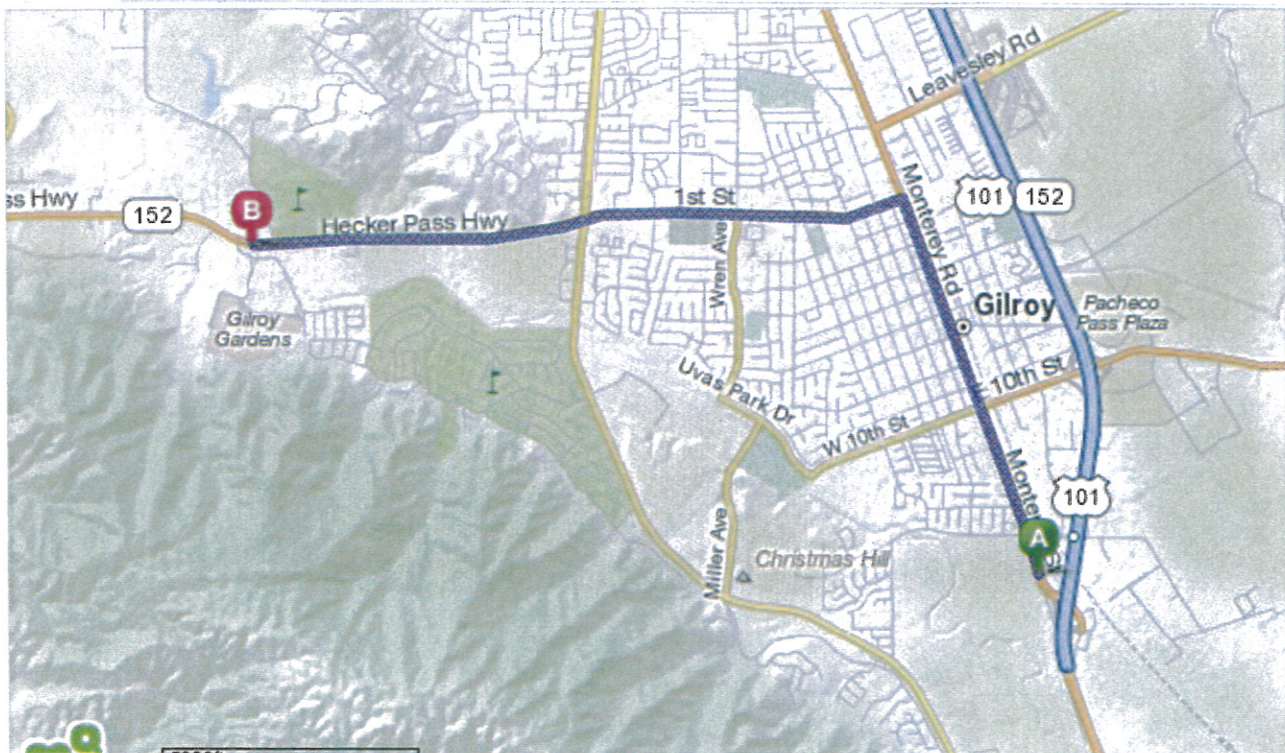 Leavesley Rd
ss Hwy
152
B
Hecker Pass Hwy
1st St
Monterey Rd
101
152
Wren Ave
Gilroy
Pacheco
Pass Plaza
Gilroy
Gardens
Uvas Park Dr
E 10th St
W 10th St
Monter
101
A
Miller Ave
Christmas Hill